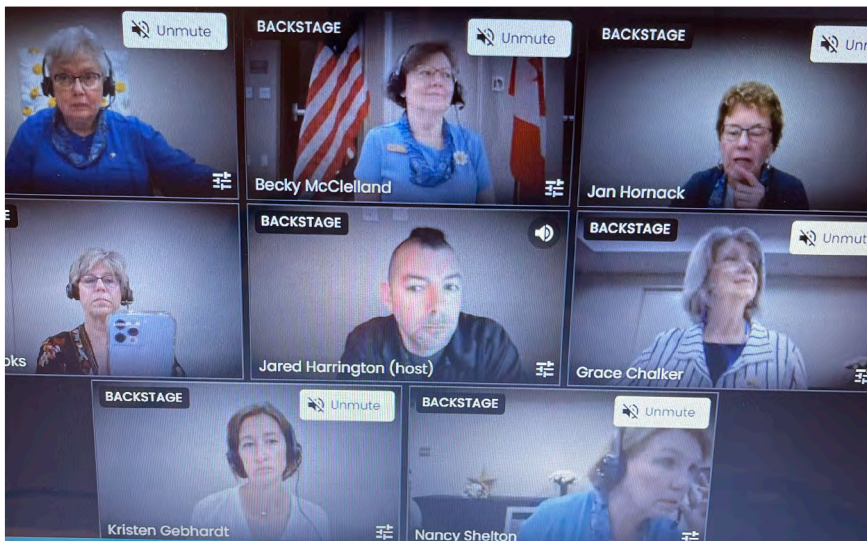 Unmute
BACKSTAGE
Unmute
Becky McClelland
BACKSTAGE
Jan Hornack
BACKSTAGE
Jared Harrington (host)
BACKSTAGE
Grace Chalker
BACKSTAGE
Unmute
Kristen Gebhardt
BACKSTAGE
Unmute
Nancy Shelton